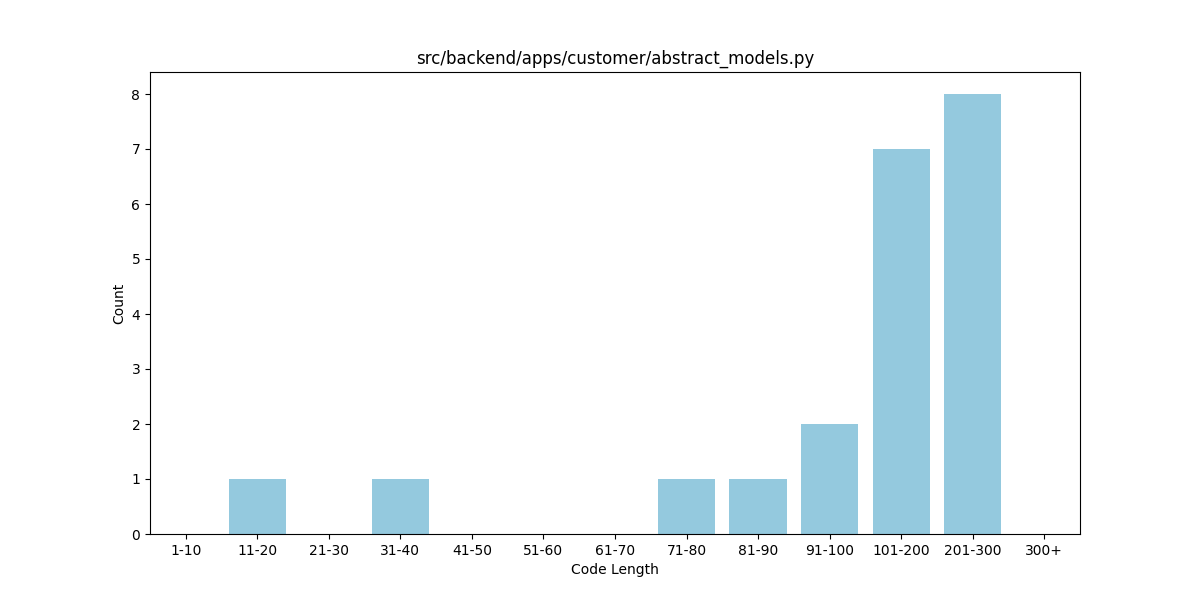 src/backend/apps/customer/abstract_models.py
8
7
6
5
4
3
2
1
0
Count
1-10 11-20 21-30 31-40 41-50 51-60 61-70 71-80 81-90 91-100 101-200 201-300 300+
Code Length